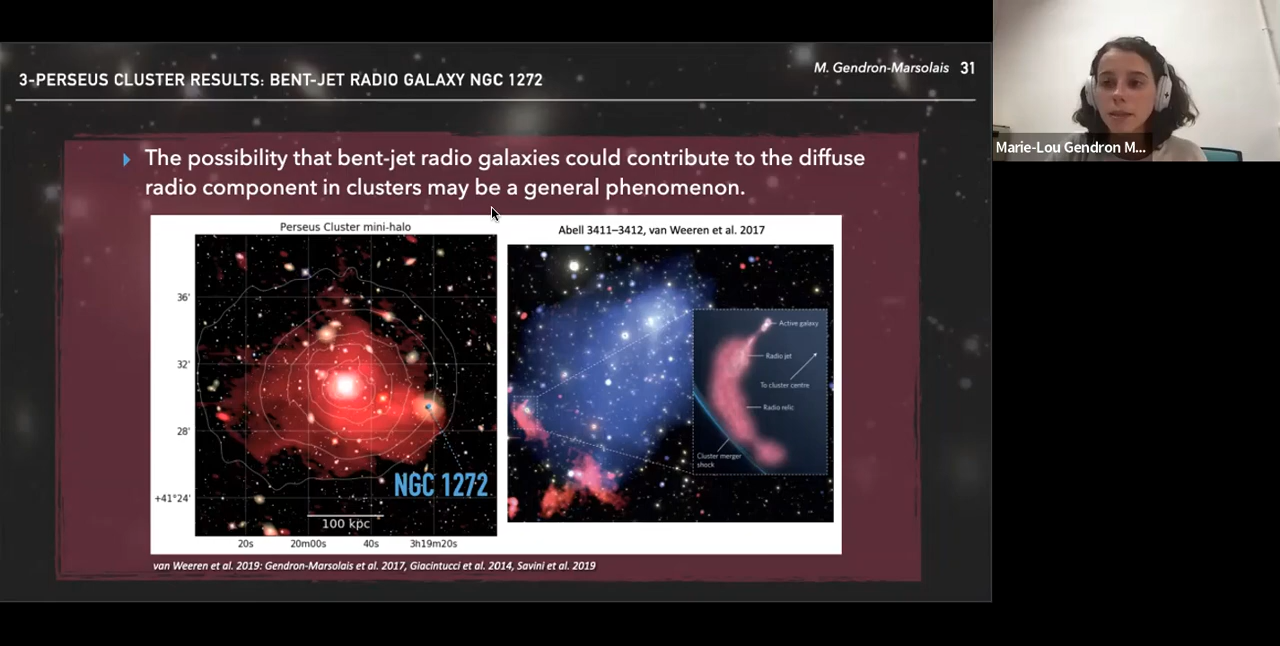 3-PERSEUS CLUSTER RESULTS: BENT-JET RADIO GALAXY NGC 1272
M. Gendron-Marsolais 31
Marie-Lou Gendron M...
The possibility that bent-jet radio galaxies could contribute to the diffuse
radio component in clusters may be a general phenomenon.
Perseus Cluster mini-halo
36'
32'
28'
+41°24'
NGC 1272
100 kpc
20s 20m00s 40s 3h19m20s
Abell 3411–3412, van Weeren et al. 2017
Active galaxy
Radio jet
To cluster centre
Radio relic
Cluster merger
shock
van Weeren et al. 2019: Gendron-Marsolais et al. 2017, Giacintucci et al. 2014, Savini et al. 2019